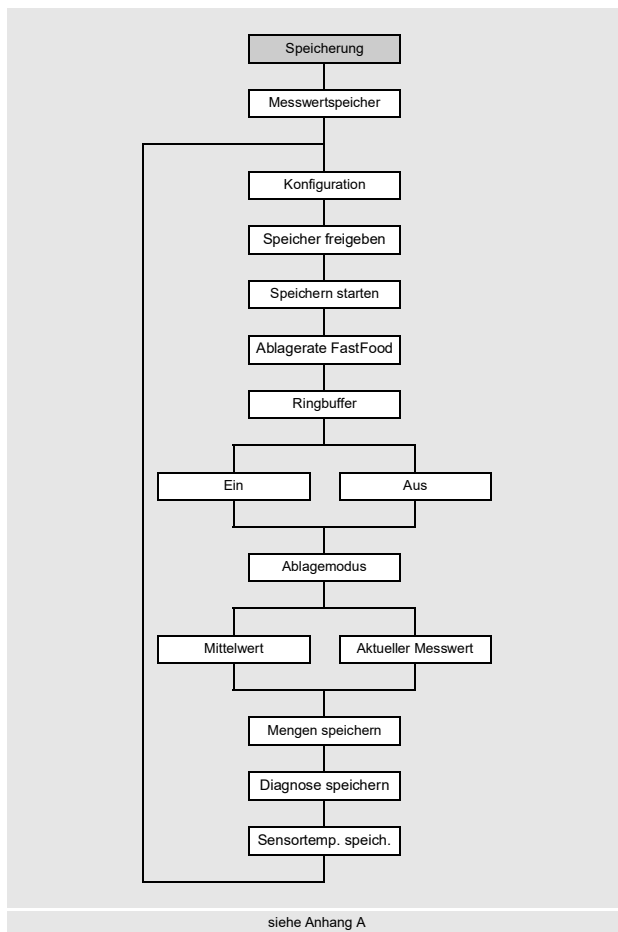 Speicherung
Messwertspeicher
Konfiguration
Speicher freigeben
Speichern starten
Ablagerate FastFood
Ringbuffer
Ein
Aus
Ablagemodus
Mittelwert
Aktueller Messwert
Mengen speichern
Diagnose speichern
Sensortemp. speich.
siehe Anhang A